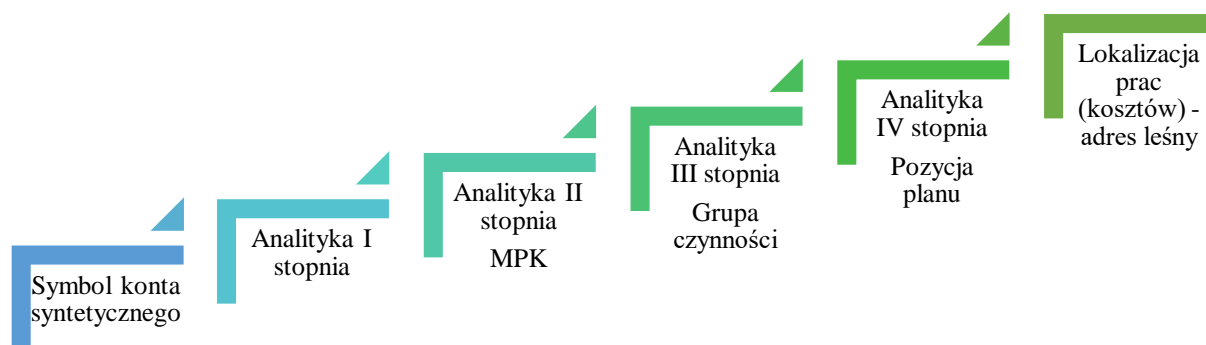 Symbol konta
syntetycznego
Analityka I
stopnia
Analityka II
stopnia
MPK
Analityka
III stopnia
Grupa
czynności
Analityka
IV stopnia
Pozycja
planu
Lokalizacja
prac
(kosztów) -
adres leśny